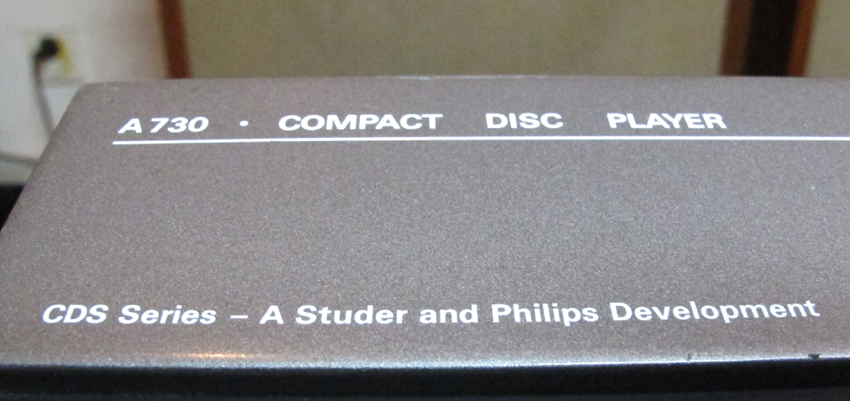 A730 · COMPACT DISC PLAYER
CDS Series – A Studer and Philips Development